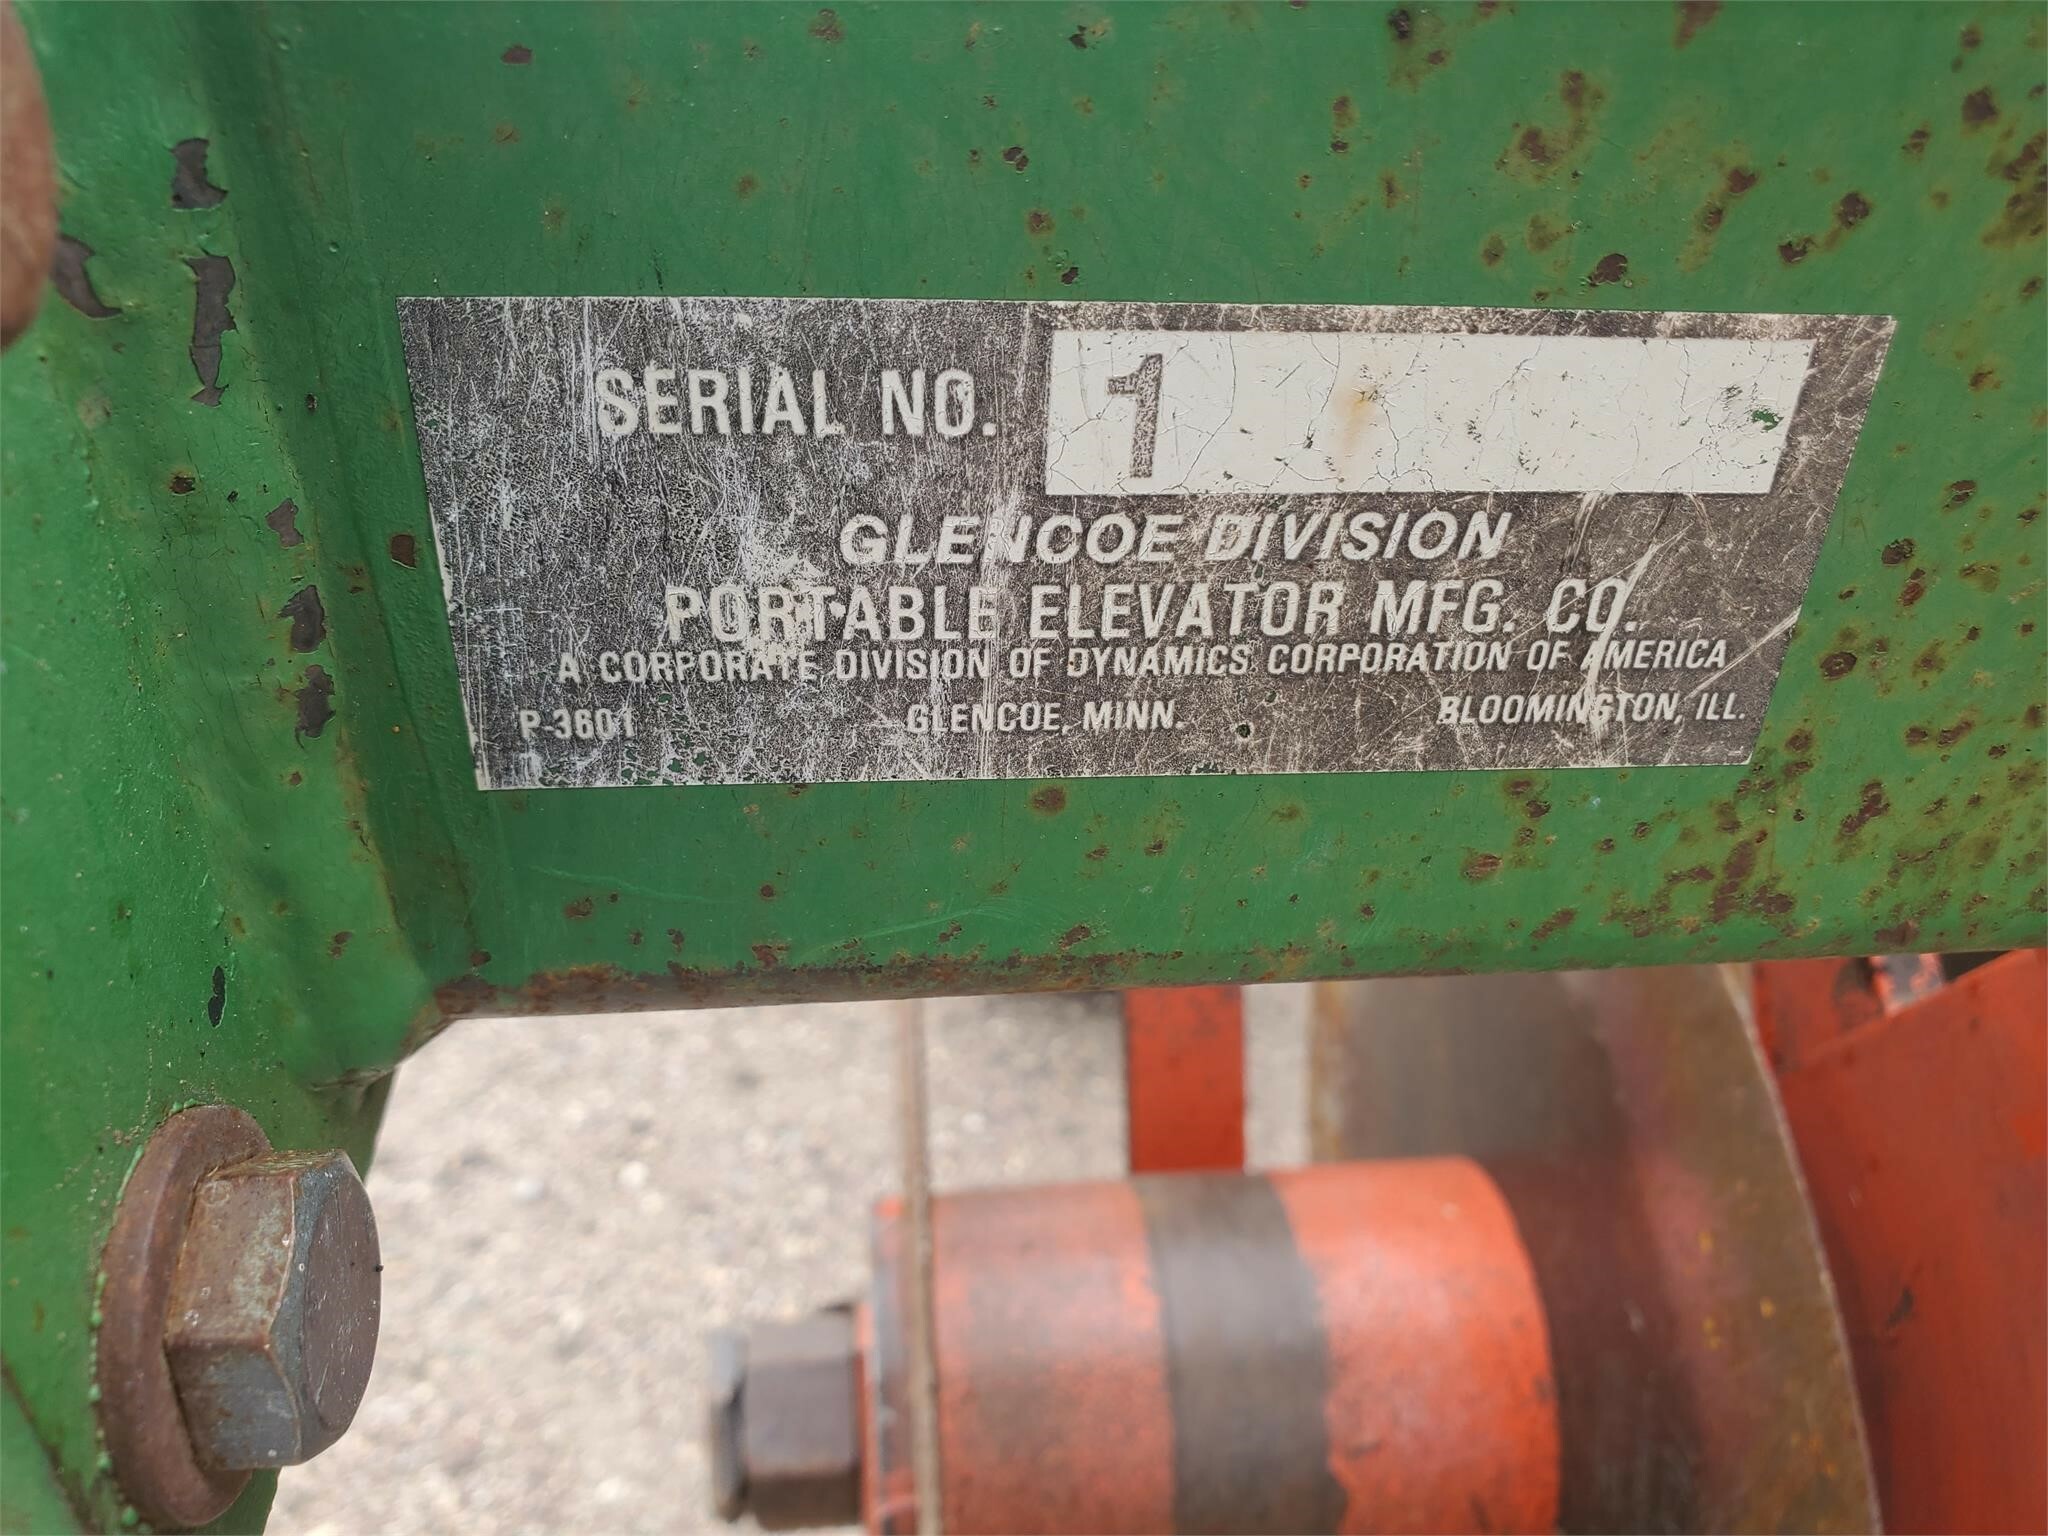 SERIAL NO. 1
GLENCOE DIVISION
PORTABLE ELEVATOR MFG. CO.
A CORPORATE DIVISION OF DYNAMICS CORPORATION OF AMERICA
P-3601 GLENCOE, MINN. BLOOMINGTON, ILL.